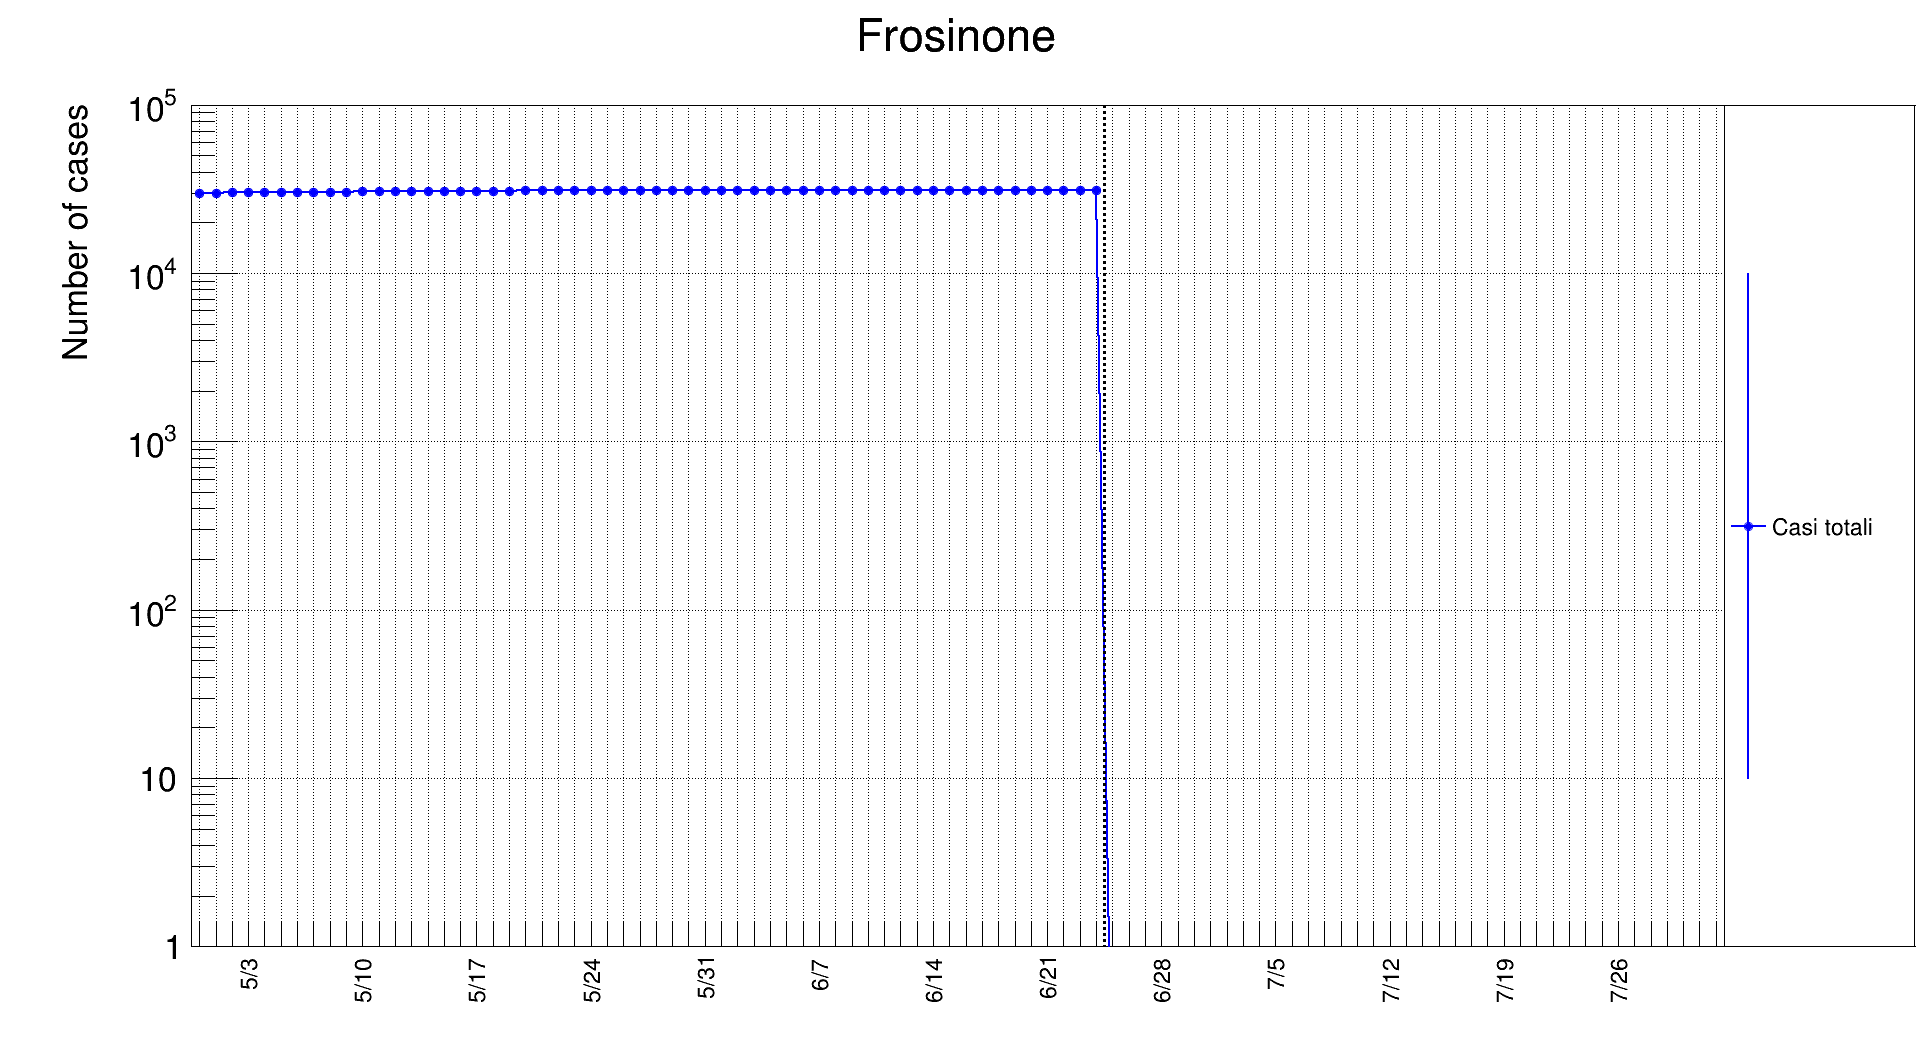 Frosinone
Number of cases
10^5
10^4
10^3
10^2
10
1
5/3 5/10 5/17 5/24 5/31 6/7 6/14 6/21 6/28 7/5 7/12 7/19 7/26
Casi totali